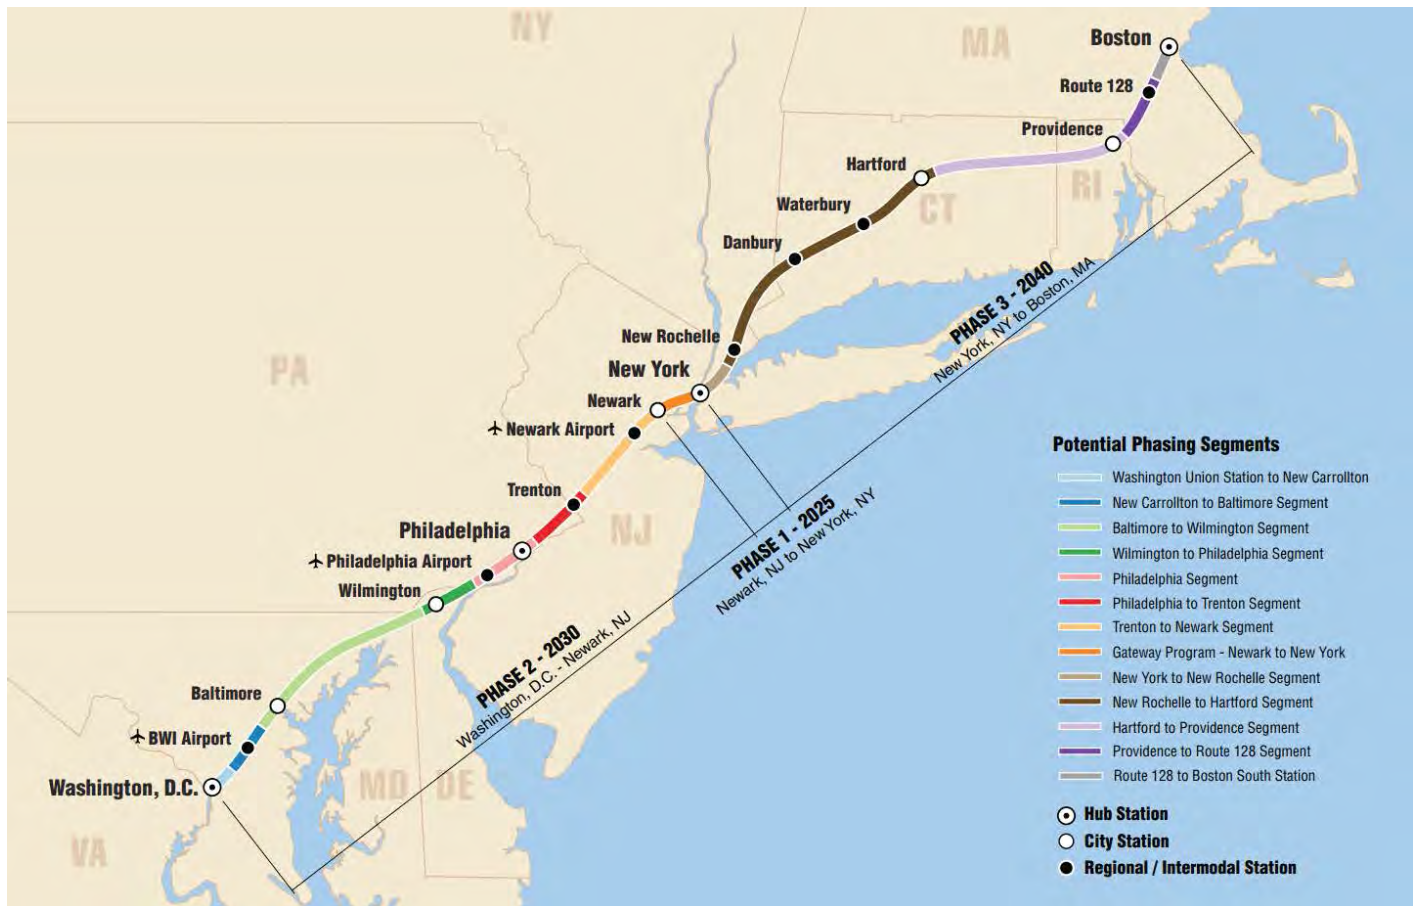 NY
MA
Boston
Route 128
Providence
Hartford
RI
CT
Waterbury
Danbury
PHASE 3 - 2040
New York, NY to Boston, MA
New Rochelle
New York
PA
Newark
Newark Airport
Trenton
NJ
PHASE 1 - 2025
Newark, NJ to New York, NY
Philadelphia
Philadelphia Airport
Wilmington
PHASE 2 - 2030
Washington, D.C. - Newark, NJ
Baltimore
BWI Airport
Washington, D.C.
MD
DE
VA
Potential Phasing Segments
Washington Union Station to New Carrollton
New Carrollton to Baltimore Segment
Baltimore to Wilmington Segment
Wilmington to Philadelphia Segment
Philadelphia Segment
Philadelphia to Trenton Segment
Trenton to Newark Segment
Gateway Program - Newark to New York
New York to New Rochelle Segment
New Rochelle to Hartford Segment
Hartford to Providence Segment
Providence to Route 128 Segment
Route 128 to Boston South Station
Hub Station
City Station
Regional / Intermodal Station